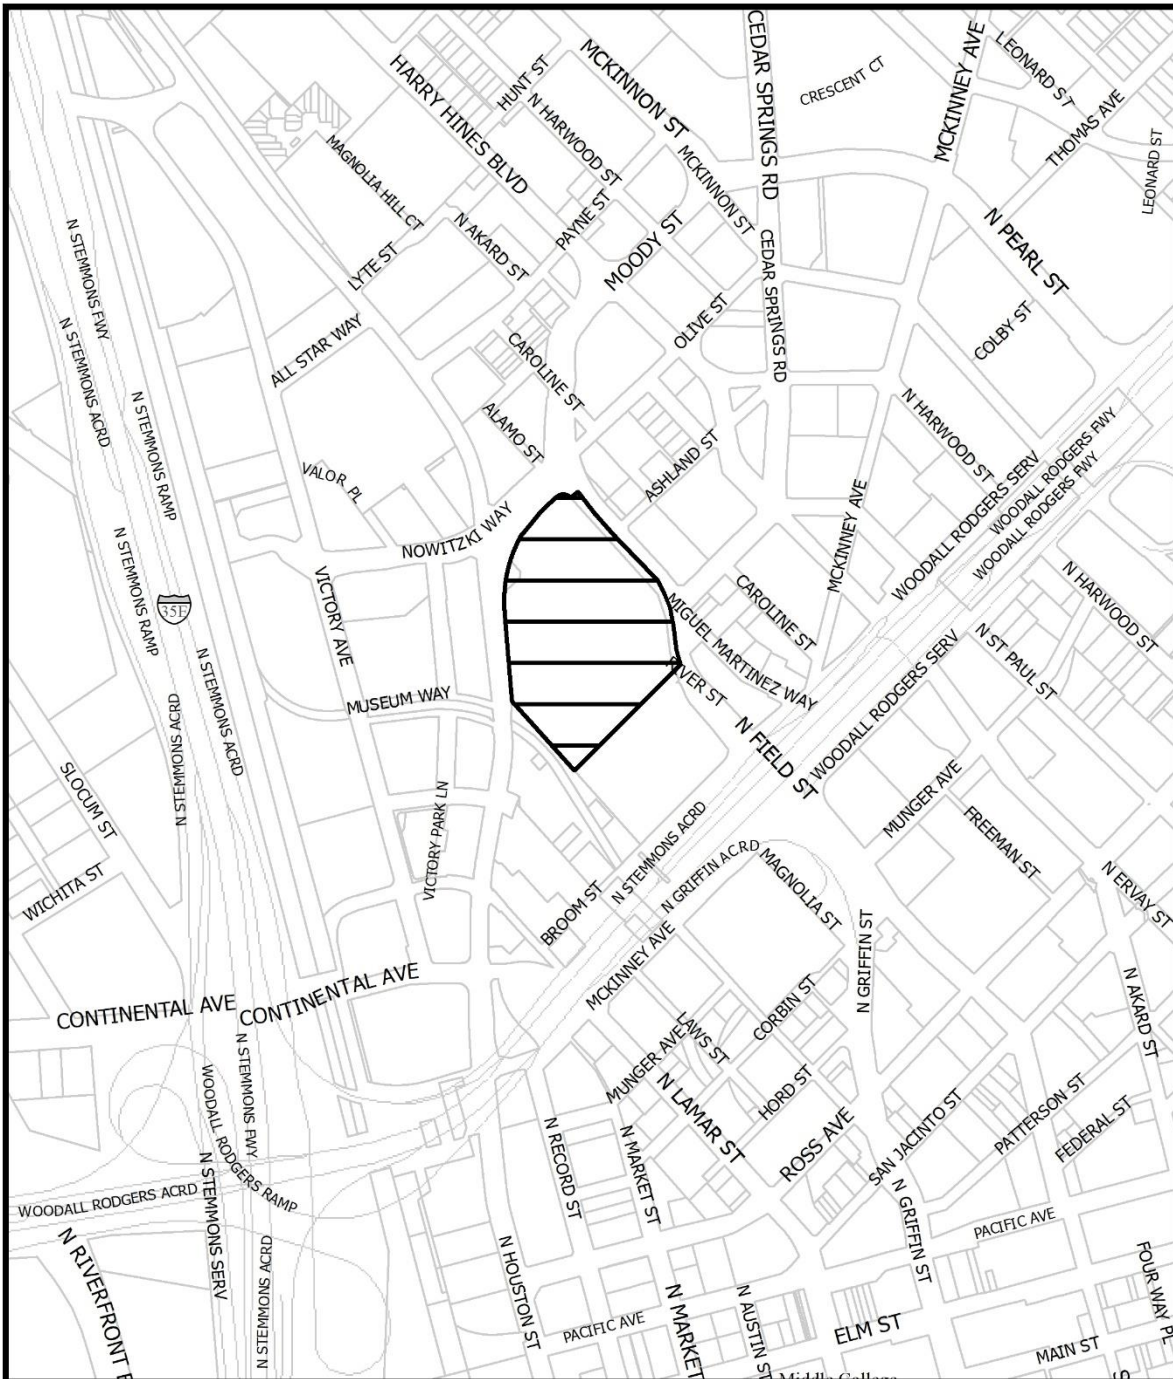 CEDAR SPRINGS RD
MCKINNEY AVE
LEONARD ST
MCKINNON ST
HARRY HINES BLVD
HUNT ST
CRESCENT CT
THOMAS AVE
N HARWOOD ST
LEONARD ST
MAGNOLIA HILL CT
MCKINNON ST
PAYNE ST
N PEARL ST
N STEMMONS FWY
N AKARD ST
MOODY ST
LYTE ST
CEDAR SPRINGS RD
OLIVE ST
COLBY ST
N STEMMONS ACRD
ALL STAR WAY
CAROLINE ST
N STEMMONS RAMP
ALAMO ST
N HARWOOD ST
ASHLAND ST
WOODALL RODGERS FWY
WOODALL RODGERS SERV
WOODALL RODGERS FWY
VALOR PL
MCKINNEY AVE
NOWITZKI WAY
N STEMMONS RAMP
35E
VICTORY AVE
N HARWOOD ST
CAROLINE ST
MIGUEL MARTINEZ WAY
N ST PAUL ST
N STEMMONS ACRD
RIVER ST
WOODALL RODGERS SERV
MUSEUM WAY
N STEMMONS ACRD
N FIELD ST
SLOCUM ST
MUNGER AVE
VICTORY PARK LN
N STEMMONS ACRD
FREEMAN ST
N GRIFFIN ACRD
MAGNOLIA ST
WICHITA ST
N ERVAY ST
BROOM ST
N GRIFFIN ST
MCKINNEY AVE
CONTINENTAL AVE
CONTINENTAL AVE
CORBIN ST
N AKARD ST
LAWS ST
MUNGER AVE
N STEMMONS FWY
WOODALL RODGERS RAMP
N LAMAR ST
HORD ST
PATTERSON ST
SAN JACINTO ST
FEDERAL ST
ROSS AVE
N RECORD ST
N MARKET ST
WOODALL RODGERS ACRD
N STEMMONS SERV
N GRIFFIN ST
PACIFIC AVE
N RIVERFRONT B
N STEMMONS ACRD
N HOUSTON ST
FOUR WAY PL
PACIFIC AVE
N MARKET
N AUSTIN ST
ELM ST
MAIN ST
Middle College
S